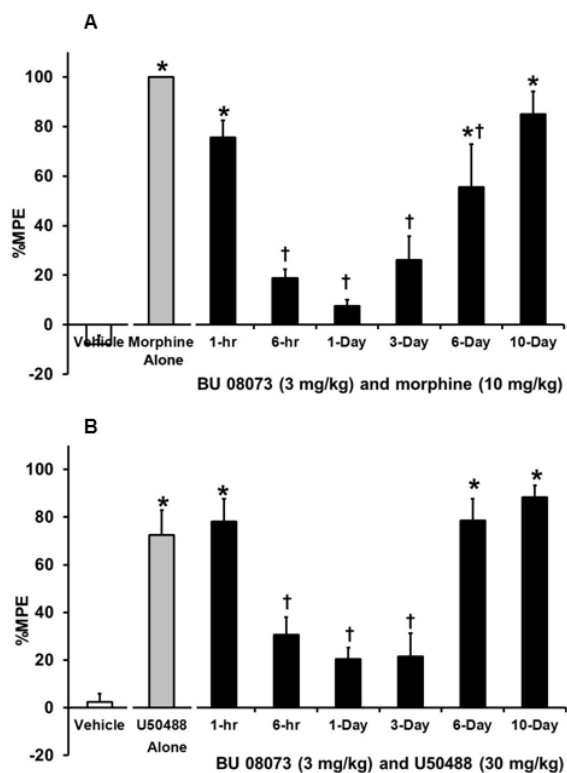 A
100
80
60
40
20
0
-20
%MPE
*
*
†
†
†
*†
*
Vehicle Morphine 1-hr 6-hr 1-Day 3-Day 6-Day 10-Day
Alone
BU 08073 (3 mg/kg) and morphine (10 mg/kg)
B
100
80
60
40
20
0
-20
%MPE
*
*
†
†
†
*
*
Vehicle U50488 1-hr 6-hr 1-Day 3-Day 6-Day 10-Day
Alone
BU 08073 (3 mg/kg) and U50488 (30 mg/kg)